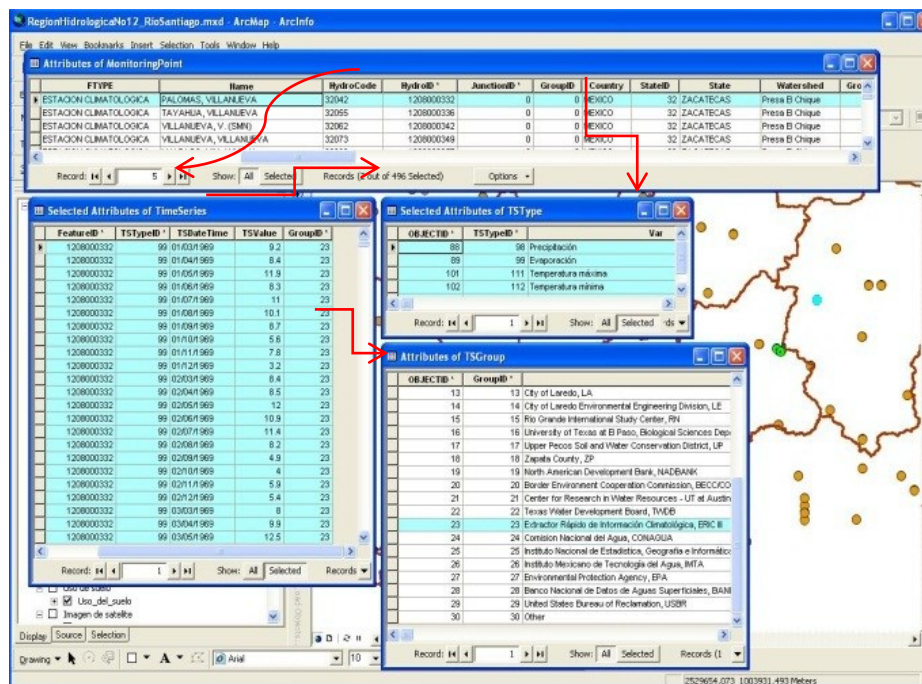 RegionHidrologicaNo12_RioSantiago.mxd - ArcMap - ArcInfo
File Edit View Bookmarks Insert Selection Tools Window Help
Attributes of MonitoringPoint
FTYPE Name HydroCode HydroID * JunctionID * GroupID Country StateID State Watershed Gro
ESTACION CLIMATOLOGICA PALOMAS, VILLANUEVA 32042 1208000332 0 0 MEXICO 32 ZACATECAS Presa El Chique
ESTACION CLIMATOLOGICA TAYAHUA, VILLANUEVA 32055 1208000336 0 0 MEXICO 32 ZACATECAS Presa El Chique
ESTACION CLIMATOLOGICA VILLANUEVA, V. (SMN) 32062 1208000342 0 0 MEXICO 32 ZACATECAS Presa El Chique
ESTACION CLIMATOLOGICA VILLANUEVA, VILLANUEVA 32073 1208000349 0 0 MEXICO 32 ZACATECAS Presa El Chique
Record: 5 Show: All Selected Records (2 out of 496 Selected) Options
Selected Attributes of TimeSeries
FeatureID * TSTypeID * TSDateTime TSValue GroupID *
1208000332 99 01/03/1969 9.2 23
1208000332 99 01/04/1969 8.4 23
1208000332 99 01/05/1969 11.9 23
1208000332 99 01/06/1969 8.3 23
1208000332 99 01/07/1969 11 23
1208000332 99 01/08/1969 10.1 23
1208000332 99 01/09/1969 8.7 23
1208000332 99 01/10/1969 5.6 23
1208000332 99 01/11/1969 7.8 23
1208000332 99 01/12/1969 3.2 23
1208000332 99 02/03/1969 8.4 23
1208000332 99 02/04/1969 8.5 23
1208000332 99 02/05/1969 12 23
1208000332 99 02/06/1969 10.9 23
1208000332 99 02/07/1969 11.4 23
1208000332 99 02/08/1969 8.2 23
1208000332 99 02/09/1969 4.9 23
1208000332 99 02/10/1969 4 23
1208000332 99 02/11/1969 5.9 23
1208000332 99 02/12/1969 5.4 23
1208000332 99 03/03/1969 8 23
1208000332 99 03/04/1969 9.9 23
1208000332 99 03/05/1969 12.5 23
Record: 1 Show: All Selected Records
Selected Attributes of TSType
OBJECTID * TSTypeID * Var
88 98 Precipitación
89 99 Evaporación
101 111 Temperatura máxima
102 112 Temperatura mínima
Record: 1 Show: All Selected rds
Attributes of TSGroup
OBJECTID * GroupID *
13 13 City of Laredo, LA
14 14 City of Laredo Environmental Engineering Division, LE
15 15 Rio Grande International Study Center, RN
16 16 University of Texas at El Paso, Biological Sciences Dep
17 17 Upper Pecos Soil and Water Conservation District, UP
18 18 Zapata County, ZP
19 19 North American Development Bank, NADBANK
20 20 Border Environment Cooperation Commission, BECC/CO
21 21 Center for Research in Water Resources - UT at Austin
22 22 Texas Water Development Board, TWDB
23 23 Extractor Rápido de Información Climatológica, ERIC III
24 24 Comision Nacional del Agua, CONAGUA
25 25 Instituto Nacional de Estadistica, Geografia e Informátic
26 26 Instituto Mexicano de Tecnología del Agua, IMTA
27 27 Environmental Protection Agency, EPA
28 28 Banco Nacional de Datos de Aguas Superficiales, BAN
29 29 United States Bureau of Reclamation, USBR
30 30 Other
Record: 1 Show: All Selected Records (1
Uso de suelo
Uso_del_suelo
Imagen de satelite
Display Source Selection
Drawing A Arial 10
2529654.073 1003931.493 Meters